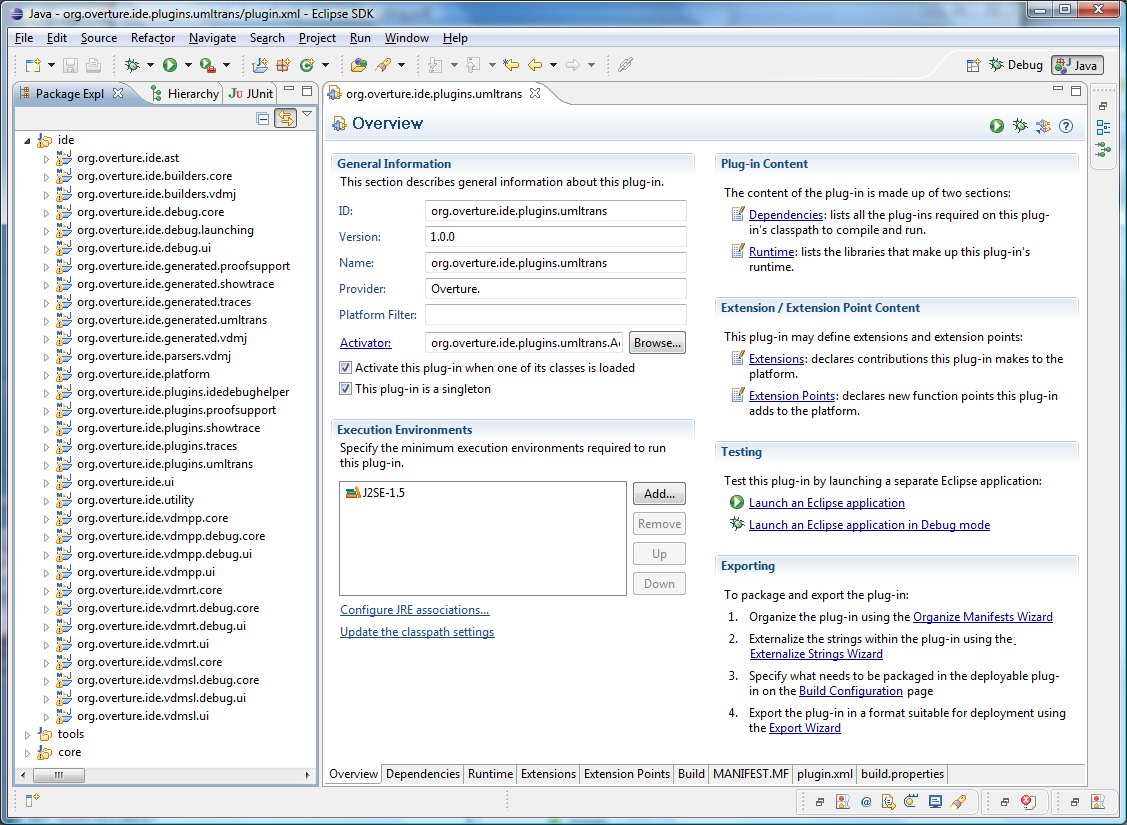 Java - org.overture.ide.plugins.umltrans/plugin.xml - Eclipse SDK
File Edit Source Refactor Navigate Search Project Run Window Help
Debug Java
Package Expl Hierarchy JUnit
ide
org.overture.ide.ast
org.overture.ide.builders.core
org.overture.ide.builders.vdmj
org.overture.ide.debug.core
org.overture.ide.debug.launching
org.overture.ide.debug.ui
org.overture.ide.generated.proofsupport
org.overture.ide.generated.showtrace
org.overture.ide.generated.traces
org.overture.ide.generated.umltrans
org.overture.ide.generated.vdmj
org.overture.ide.parsers.vdmj
org.overture.ide.platform
org.overture.ide.plugins.idedebughelper
org.overture.ide.plugins.proofsupport
org.overture.ide.plugins.showtrace
org.overture.ide.plugins.traces
org.overture.ide.plugins.umltrans
org.overture.ide.ui
org.overture.ide.utility
org.overture.ide.vdmpp.core
org.overture.ide.vdmpp.debug.core
org.overture.ide.vdmpp.debug.ui
org.overture.ide.vdmpp.ui
org.overture.ide.vdmrt.core
org.overture.ide.vdmrt.debug.core
org.overture.ide.vdmrt.debug.ui
org.overture.ide.vdmrt.ui
org.overture.ide.vdmsl.core
org.overture.ide.vdmsl.debug.core
org.overture.ide.vdmsl.debug.ui
org.overture.ide.vdmsl.ui
tools
core
org.overture.ide.plugins.umltrans
Overview
General Information
This section describes general information about this plug-in.
ID: org.overture.ide.plugins.umltrans
Version: 1.0.0
Name: org.overture.ide.plugins.umltrans
Provider: Overture.
Platform Filter:
Activator: org.overture.ide.plugins.umltrans.Ac Browse...
Activate this plug-in when one of its classes is loaded
This plug-in is a singleton
Execution Environments
Specify the minimum execution environments required to run
this plug-in.
J2SE-1.5
Add...
Remove
Up
Down
Configure JRE associations...
Update the classpath settings
Plug-in Content
The content of the plug-in is made up of two sections:
Dependencies: lists all the plug-ins required on this plug-
in's classpath to compile and run.
Runtime: lists the libraries that make up this plug-in's
runtime.
Extension / Extension Point Content
This plug-in may define extensions and extension points:
Extensions: declares contributions this plug-in makes to the
platform.
Extension Points: declares new function points this plug-in
adds to the platform.
Testing
Test this plug-in by launching a separate Eclipse application:
Launch an Eclipse application
Launch an Eclipse application in Debug mode
Exporting
To package and export the plug-in:
1. Organize the plug-in using the Organize Manifests Wizard
2. Externalize the strings within the plug-in using the
Externalize Strings Wizard
3. Specify what needs to be packaged in the deployable plug-
in on the Build Configuration page
4. Export the plug-in in a format suitable for deployment using
the Export Wizard
Overview Dependencies Runtime Extensions Extension Points Build MANIFEST.MF plugin.xml build.properties